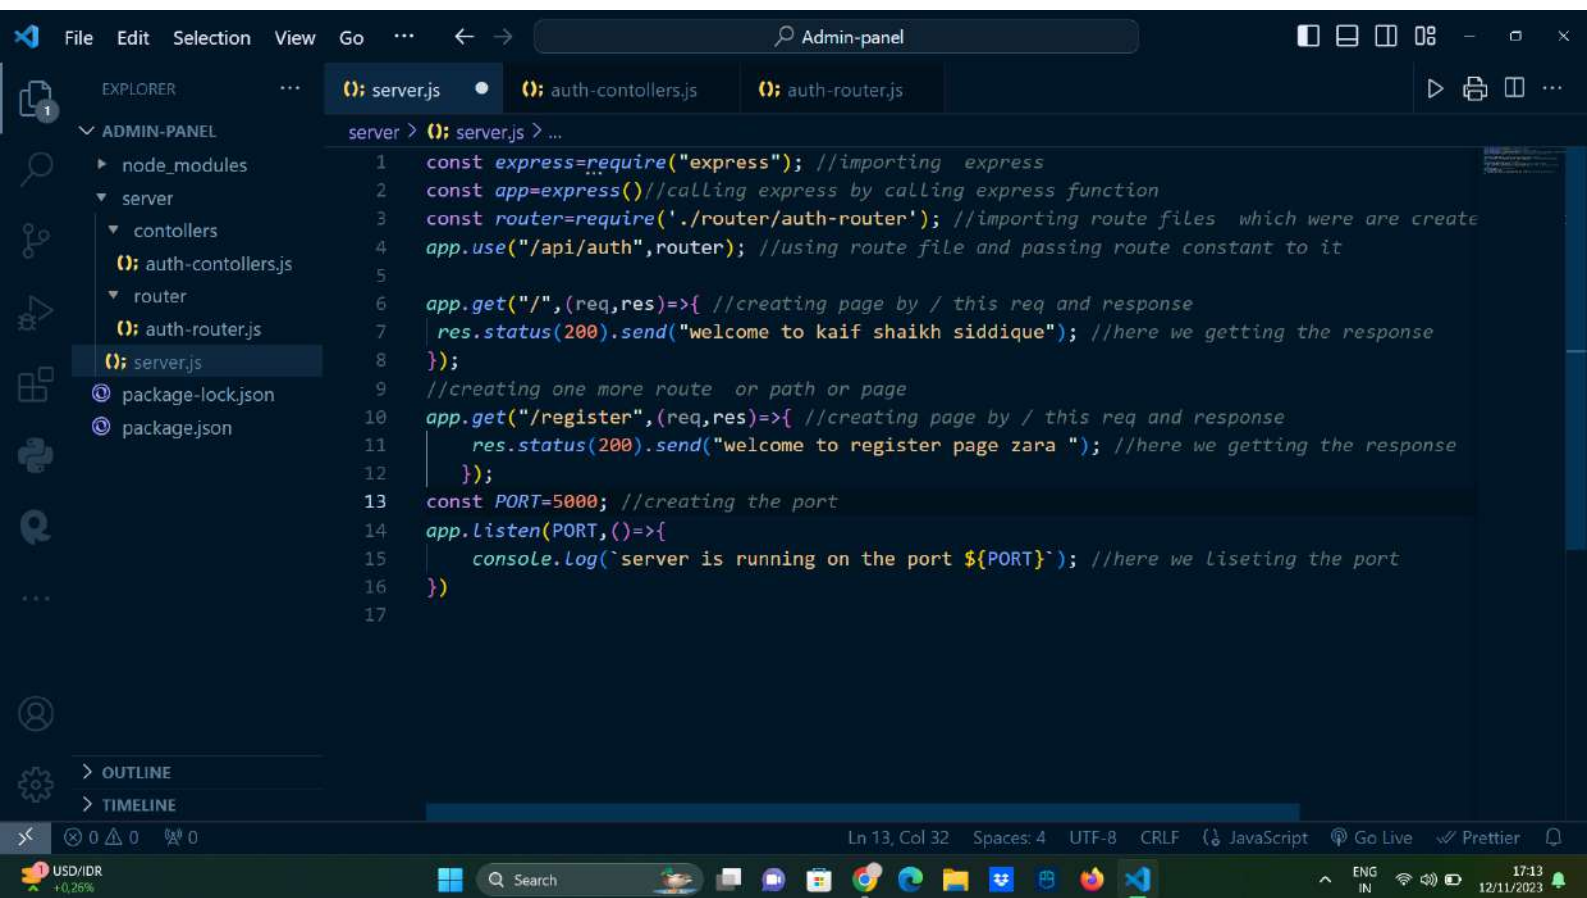 File Edit Selection View Go ... Admin-panel
EXPLORER ...
server.js auth-contollers.js auth-router.js
ADMIN-PANEL
node_modules
server
contollers
auth-contollers.js
router
auth-router.js
server.js
package-lock.json
package.json
OUTLINE
TIMELINE
server > server.js > ...
1 const express=require("express"); //importing  express
2 const app=express()//calling express by calling express function
3 const router=require('./router/auth-router'); //importing route files  which were are create
4 app.use("/api/auth",router); //using route file and passing route constant to it
5
6 app.get("/",(req,res)=>{ //creating page by / this req and response
7 res.status(200).send("welcome to kaif shaikh siddique"); //here we getting the response
8 });
9 //creating one more route  or path or page
10 app.get("/register",(req,res)=>{ //creating page by / this req and response
11 res.status(200).send("welcome to register page zara "); //here we getting the response
12 });
13 const PORT=5000; //creating the port
14 app.listen(PORT,()=>{
15 console.log(`server is running on the port ${PORT}`); //here we liseting the port
16 })
17
0 0 0 Ln 13, Col 32 Spaces: 4 UTF-8 CRLF JavaScript Go Live Prettier
1 USD/IDR
+0,26%
Search
ENG
IN
17:13
12/11/2023